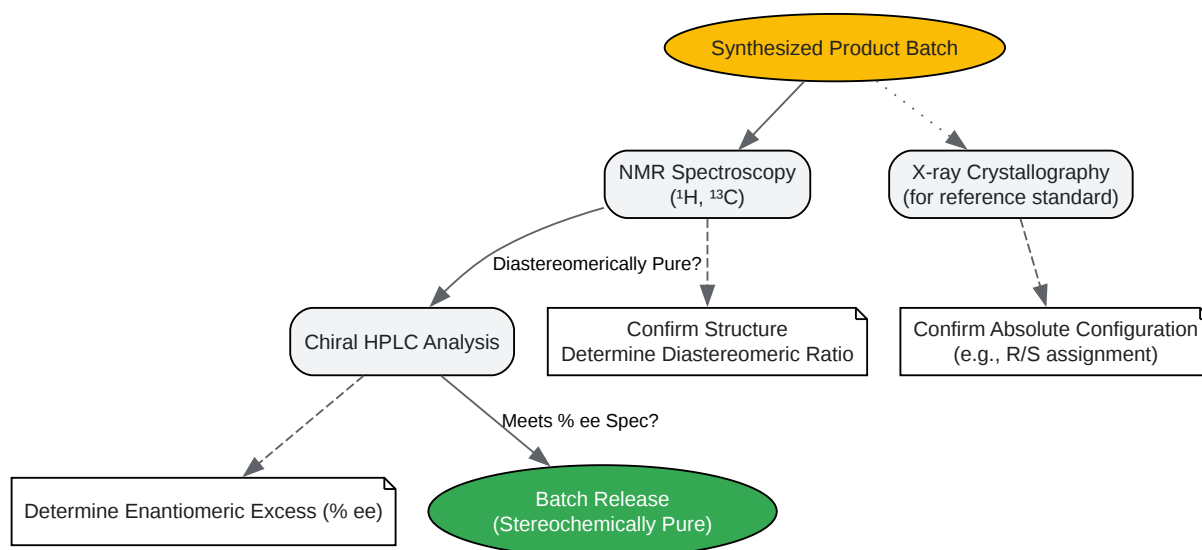 Synthesized Product Batch
NMR Spectroscopy
(¹H, ¹³C)
X-ray Crystallography
(for reference standard)
Diastereomerically Pure?
Chiral HPLC Analysis
Confirm Structure
Determine Diastereomeric Ratio
Confirm Absolute Configuration
(e.g., R/S assignment)
Meets % ee Spec?
Determine Enantiomeric Excess (% ee)
Batch Release
(Stereochemically Pure)